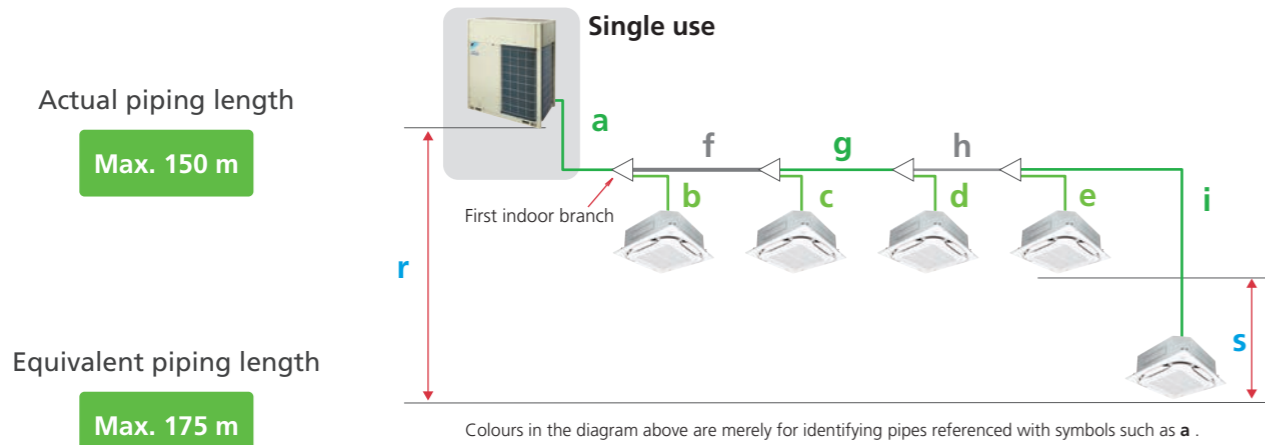 Single use
Actual piping length
Max. 150 m
a
f
g
h
b
c
d
e
i
First indoor branch
r
s
Equivalent piping length
Max. 175 m
Colours in the diagram above are merely for identifying pipes referenced with symbols such as a .